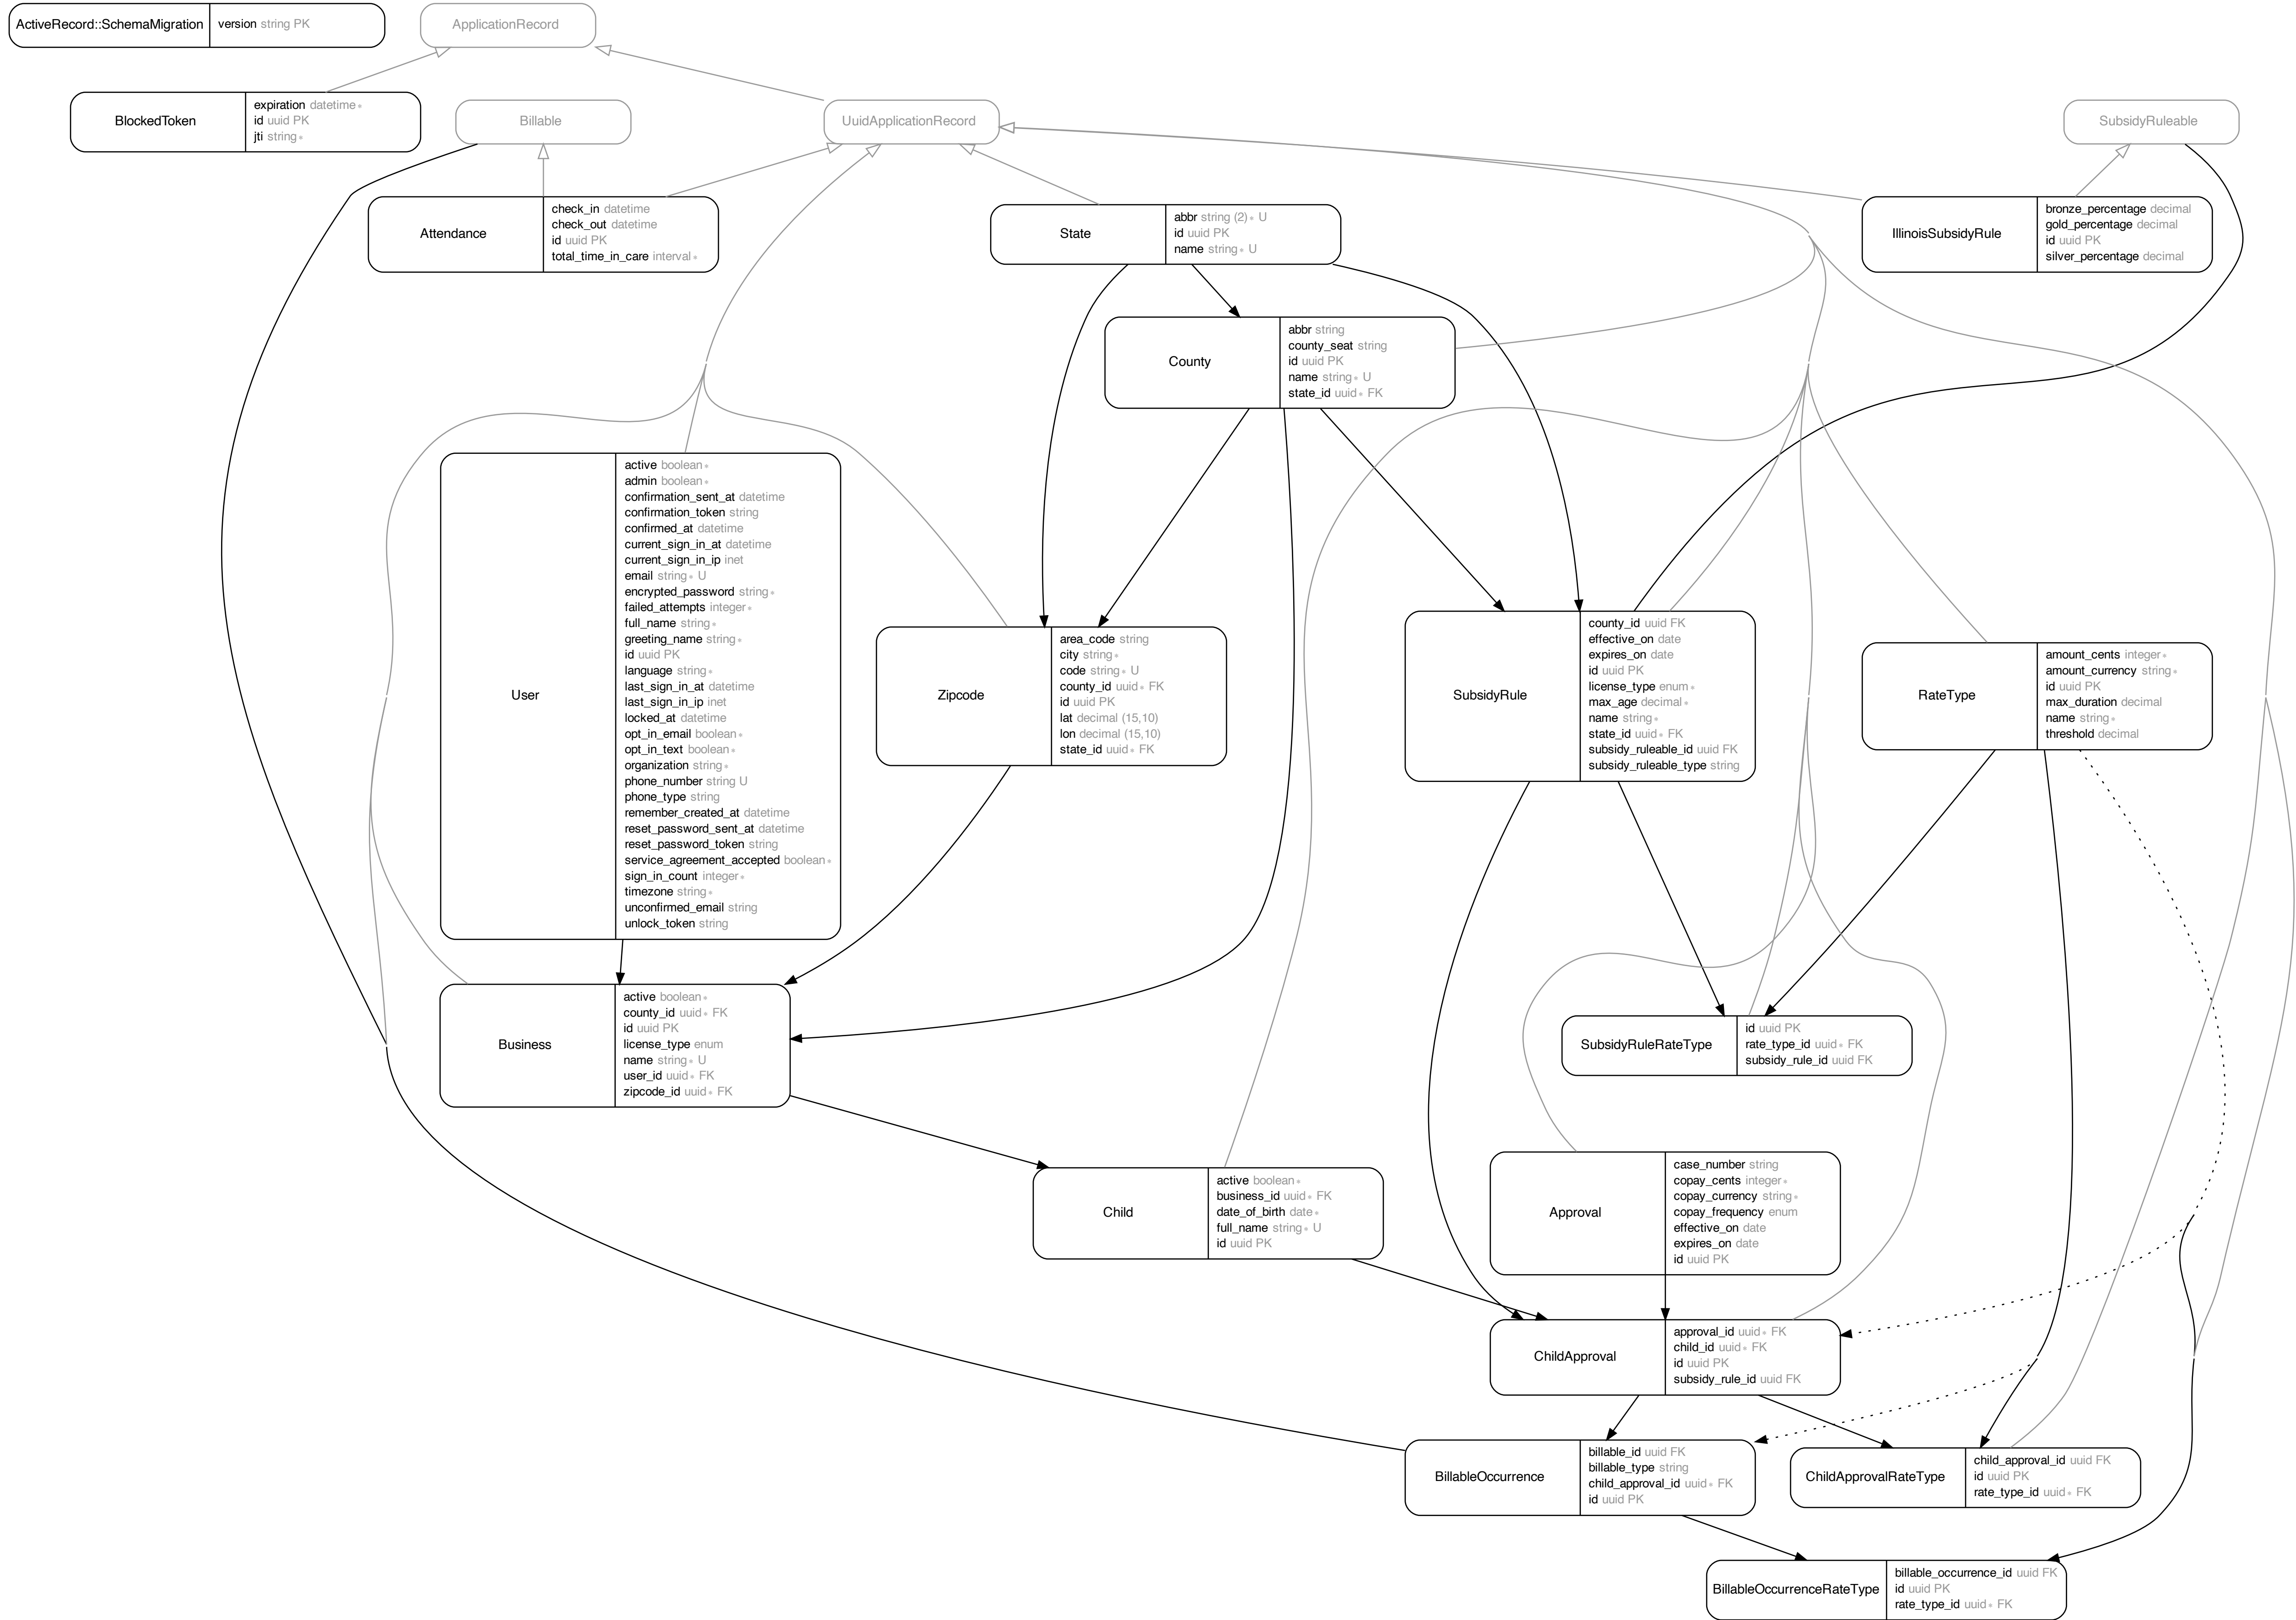 ActiveRecord::SchemaMigration
version string PK
ApplicationRecord
BlockedToken
expiration datetime ∗
id uuid PK
jti string ∗
Billable
UuidApplicationRecord
SubsidyRuleable
Attendance
check_in datetime
check_out datetime
id uuid PK
total_time_in_care interval ∗
State
abbr string (2) ∗ U
id uuid PK
name string ∗ U
IllinoisSubsidyRule
bronze_percentage decimal
gold_percentage decimal
id uuid PK
silver_percentage decimal
County
abbr string
county_seat string
id uuid PK
name string ∗ U
state_id uuid ∗ FK
User
active boolean ∗
admin boolean ∗
confirmation_sent_at datetime
confirmation_token string
confirmed_at datetime
current_sign_in_at datetime
current_sign_in_ip inet
email string ∗ U
encrypted_password string ∗
failed_attempts integer ∗
full_name string ∗
greeting_name string ∗
id uuid PK
language string ∗
last_sign_in_at datetime
last_sign_in_ip inet
locked_at datetime
opt_in_email boolean ∗
opt_in_text boolean ∗
organization string ∗
phone_number string U
phone_type string
remember_created_at datetime
reset_password_sent_at datetime
reset_password_token string
service_agreement_accepted boolean ∗
sign_in_count integer ∗
timezone string ∗
unconfirmed_email string
unlock_token string
Zipcode
area_code string
city string ∗
code string ∗ U
county_id uuid ∗ FK
id uuid PK
lat decimal (15,10)
lon decimal (15,10)
state_id uuid ∗ FK
SubsidyRule
county_id uuid FK
effective_on date
expires_on date
id uuid PK
license_type enum ∗
max_age decimal ∗
name string ∗
state_id uuid ∗ FK
subsidy_ruleable_id uuid FK
subsidy_ruleable_type string
RateType
amount_cents integer ∗
amount_currency string ∗
id uuid PK
max_duration decimal
name string ∗
threshold decimal
Business
active boolean ∗
county_id uuid ∗ FK
id uuid PK
license_type enum
name string ∗ U
user_id uuid ∗ FK
zipcode_id uuid ∗ FK
SubsidyRuleRateType
id uuid PK
rate_type_id uuid ∗ FK
subsidy_rule_id uuid FK
Child
active boolean ∗
business_id uuid ∗ FK
date_of_birth date ∗
full_name string ∗ U
id uuid PK
Approval
case_number string
copay_cents integer ∗
copay_currency string ∗
copay_frequency enum
effective_on date
expires_on date
id uuid PK
ChildApproval
approval_id uuid ∗ FK
child_id uuid ∗ FK
id uuid PK
subsidy_rule_id uuid FK
BillableOccurrence
billable_id uuid FK
billable_type string
child_approval_id uuid ∗ FK
id uuid PK
ChildApprovalRateType
child_approval_id uuid FK
id uuid PK
rate_type_id uuid ∗ FK
BillableOccurrenceRateType
billable_occurrence_id uuid FK
id uuid PK
rate_type_id uuid ∗ FK